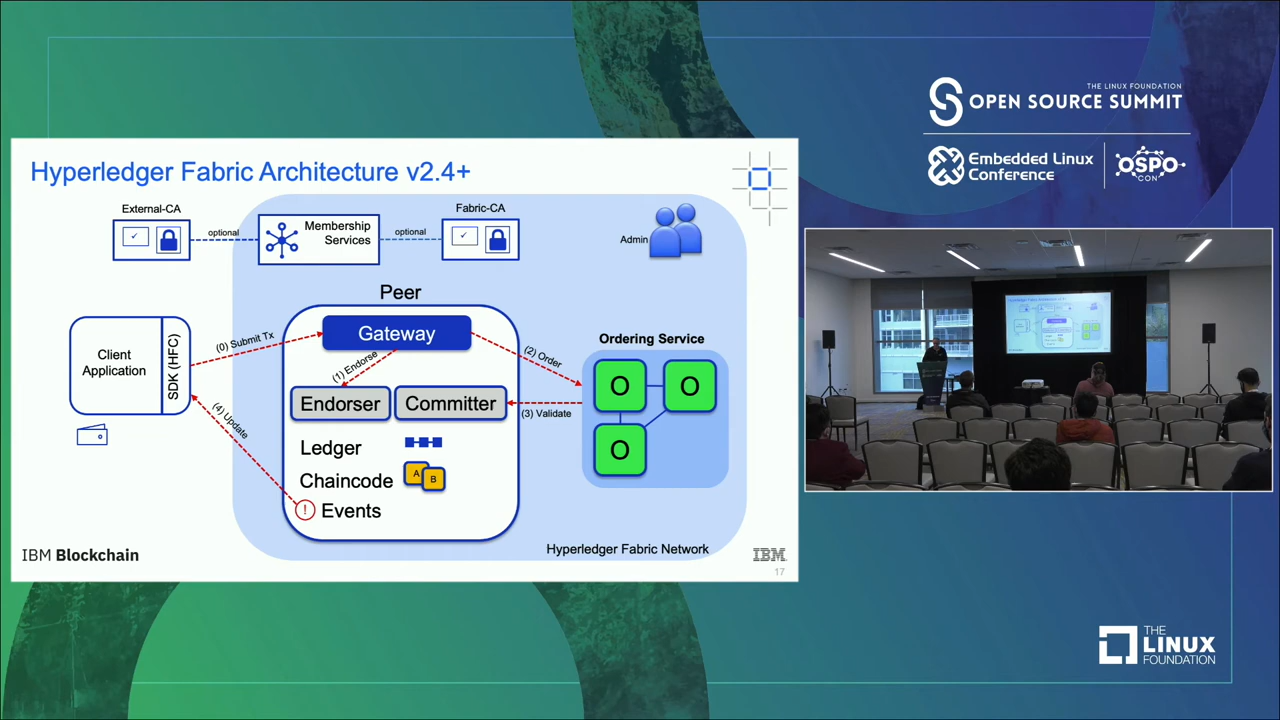 THE LINUX FOUNDATION
OPEN SOURCE SUMMIT
Embedded Linux
Conference
OSPO
CON
Hyperledger Fabric Architecture v2.4+
External-CA
optional
Membership
Services
optional
Fabric-CA
Admin
Peer
Client
Application
SDK (HFC)
(0) Submit Tx
Gateway
(1) Endorse
(2) Order
Ordering Service
O
O
O
Endorser
Committer
(3) Validate
(4) Update
Ledger
Chaincode
A
B
! Events
Hyperledger Fabric Network
IBM Blockchain
IBM
17
THE
LINUX
FOUNDATION